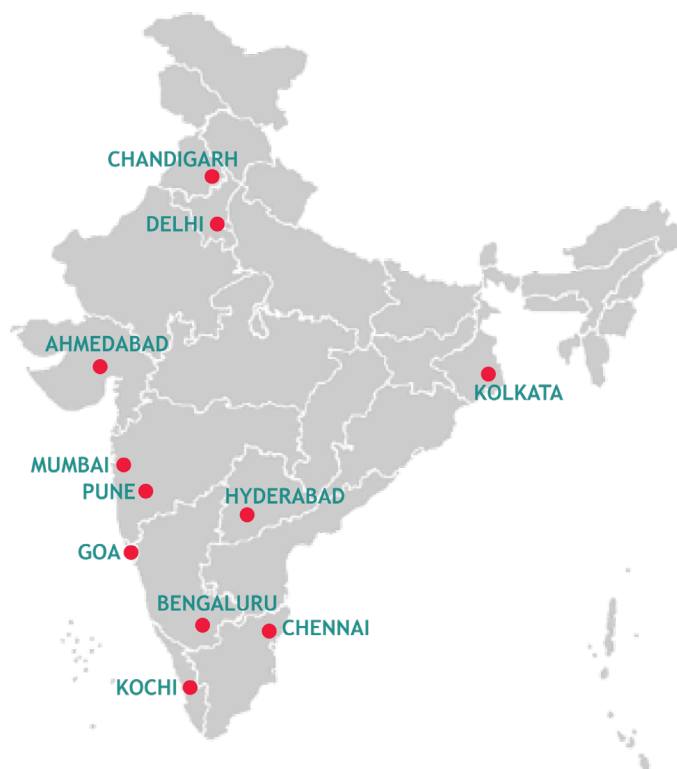 CHANDIGARH
DELHI
AHMEDABAD
KOLKATA
MUMBAI
PUNE
HYDERABAD
GOA
BENGALURU
CHENNAI
KOCHI